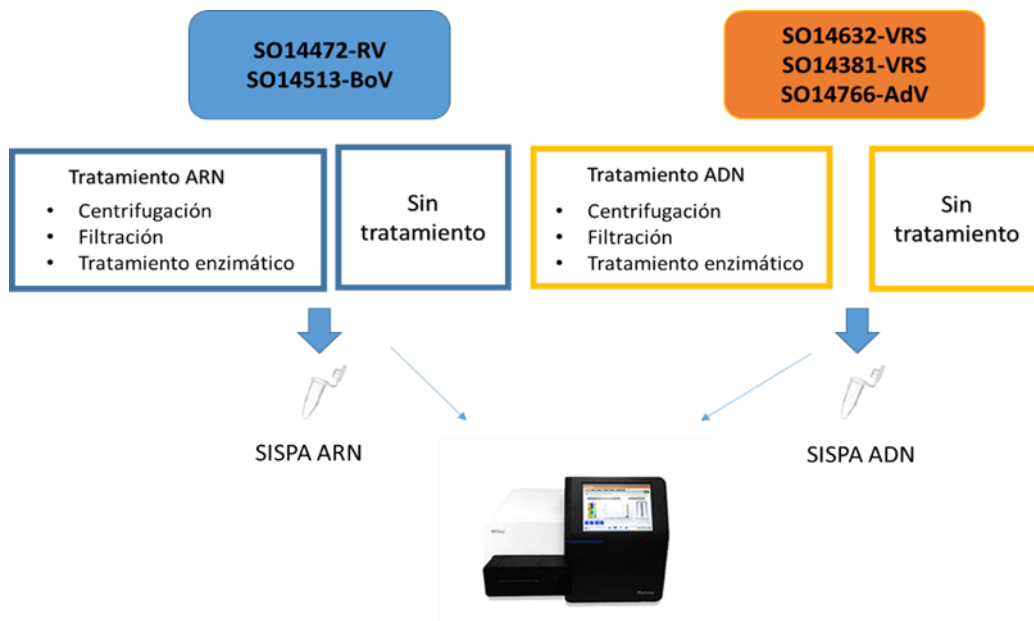 SO14472-RV
SO14513-BoV
SO14632-VRS
SO14381-VRS
SO14766-AdV
Tratamiento ARN
• Centrifugación
• Filtración
• Tratamiento enzimático
Sin
tratamiento
Tratamiento ADN
• Centrifugación
• Filtración
• Tratamiento enzimático
Sin
tratamiento
SISPA ARN
SISPA ADN